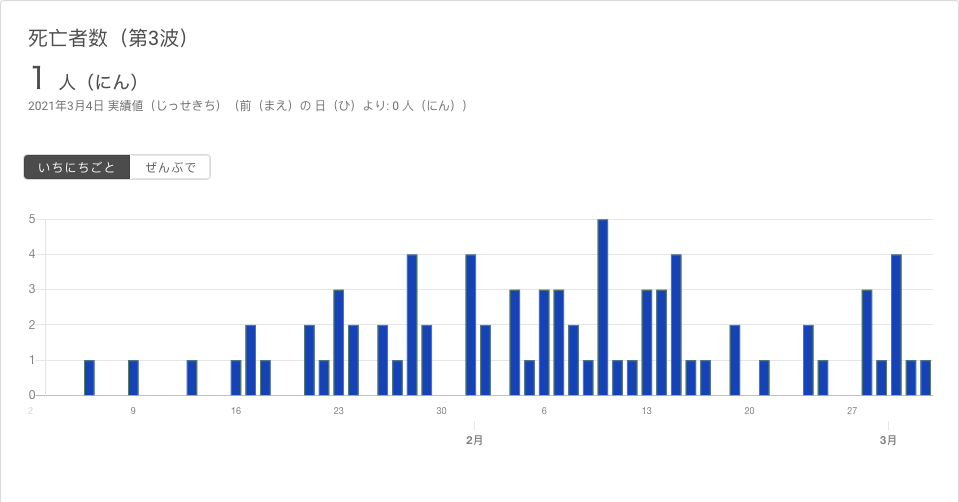 死亡者数（第3波）
1 人（にん）
2021年3月4日 実績値（じっせきち）（前（まえ）の 日（ひ）より: 0 人（にん））
いちにちごと ぜんぶで
5
4
3
2
1
0
2 9 16 23 30 6 13 20 27
2月 3月